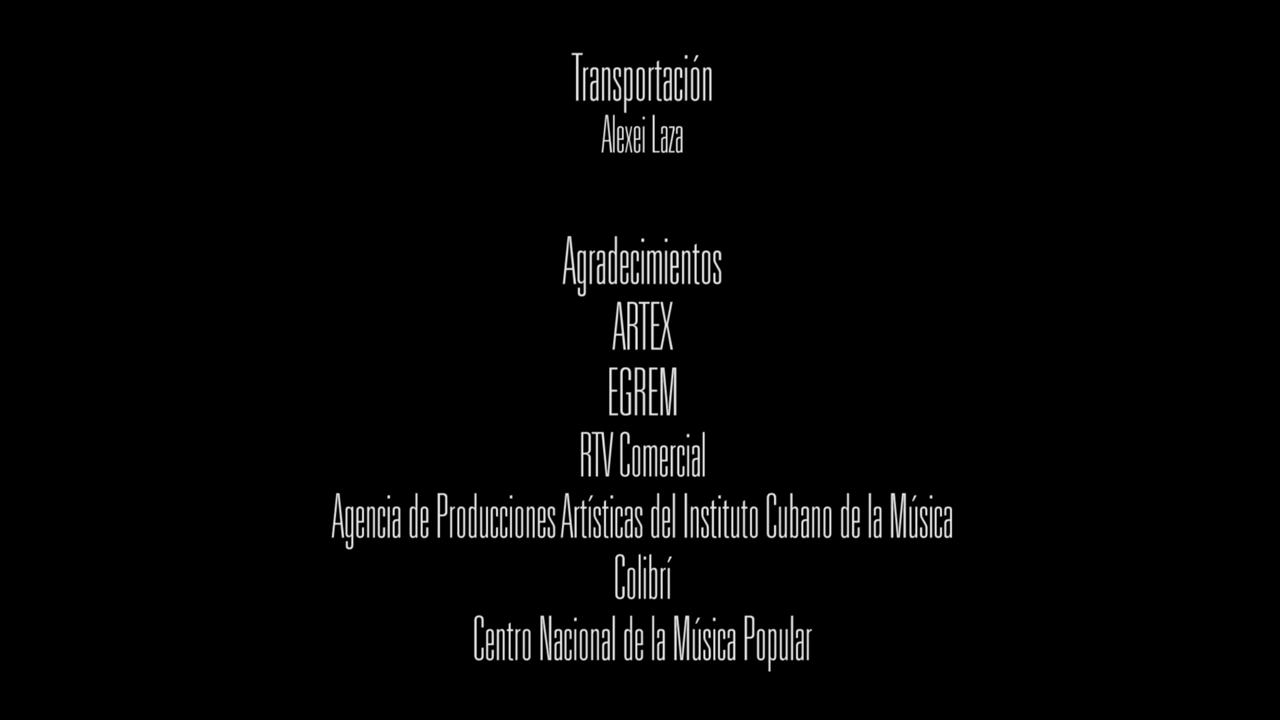 Transportación
Alexei Laza
Agradecimientos
ARTEX
EGREM
RTV Comercial
Agencia de Producciones Artísticas del Instituto Cubano de la Música
Colibrí
Centro Nacional de la Música Popular